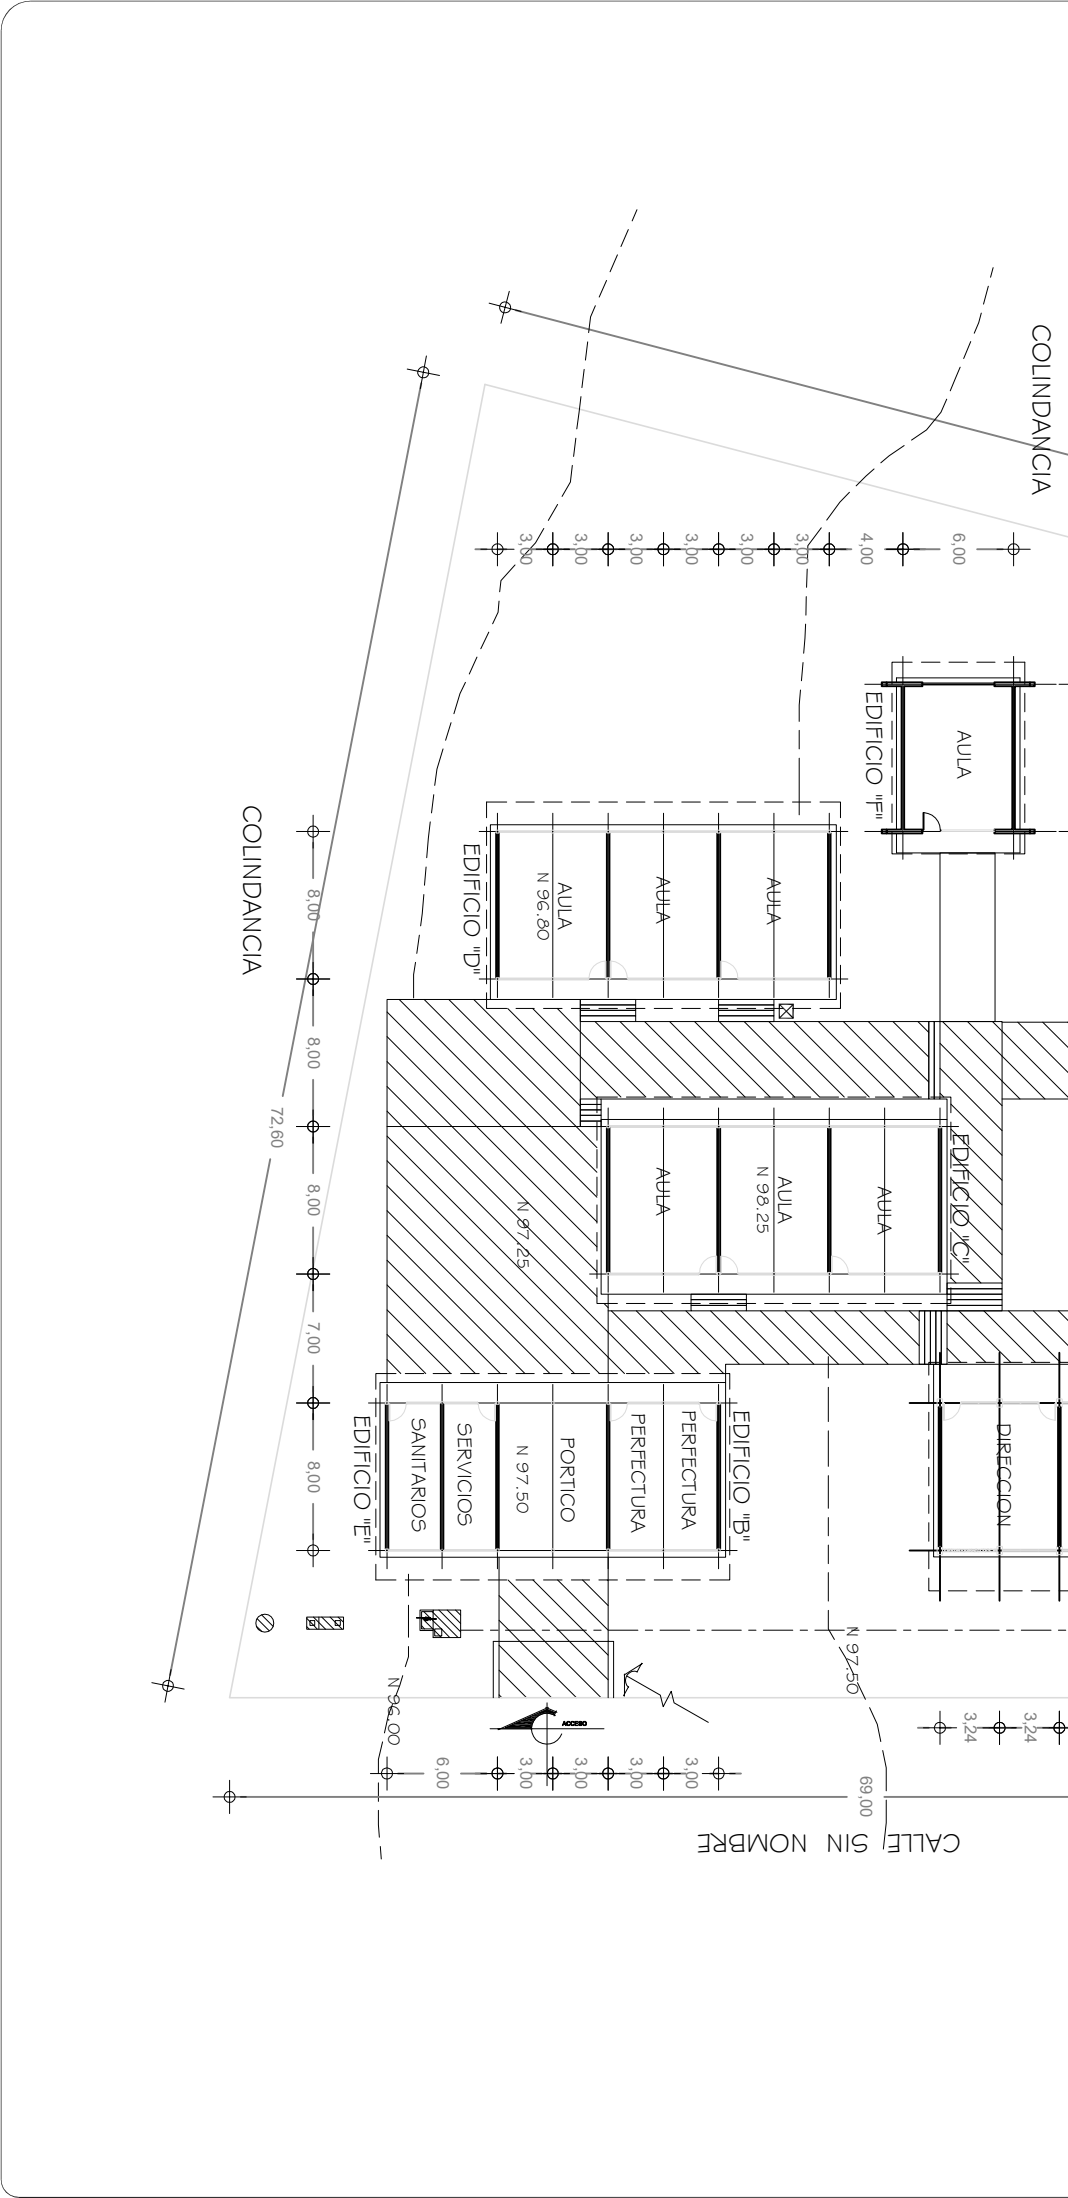 COLINDANCIA
3,00
3,00
3,00
3,00
3,00
3,00
4,00
6,00
EDIFICIO "F"
AULA
COLINDANCIA
8,00
8,00
8,00
7,00
8,00
72,60
EDIFICIO "D"
AULA
N 96.80
AULA
AULA
EDIFICIO "C"
AULA
AULA
N 98.25
AULA
N 97.25
EDIFICIO "E"
SANITARIOS
SERVICIOS
N 97.50
PORTICO
PERFECTURA
PERFECTURA
EDIFICIO "B"
DIRECCION
N 97.50
N 96.00
ACCESO
3,24
3,24
6,00
3,00
3,00
3,00
3,00
69,00
CALLE SIN NOMBRE